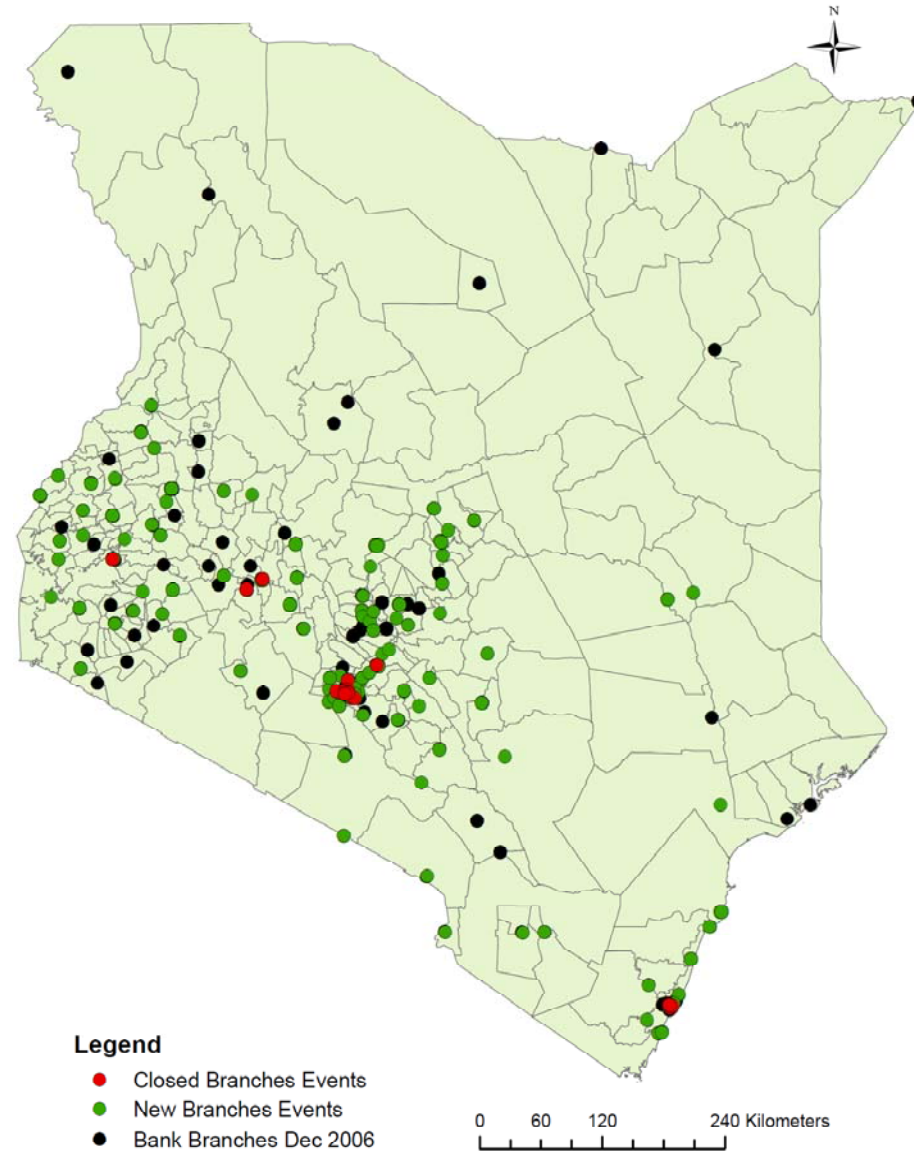 N
Legend
Closed Branches Events
New Branches Events
Bank Branches Dec 2006
0 60 120 240 Kilometers